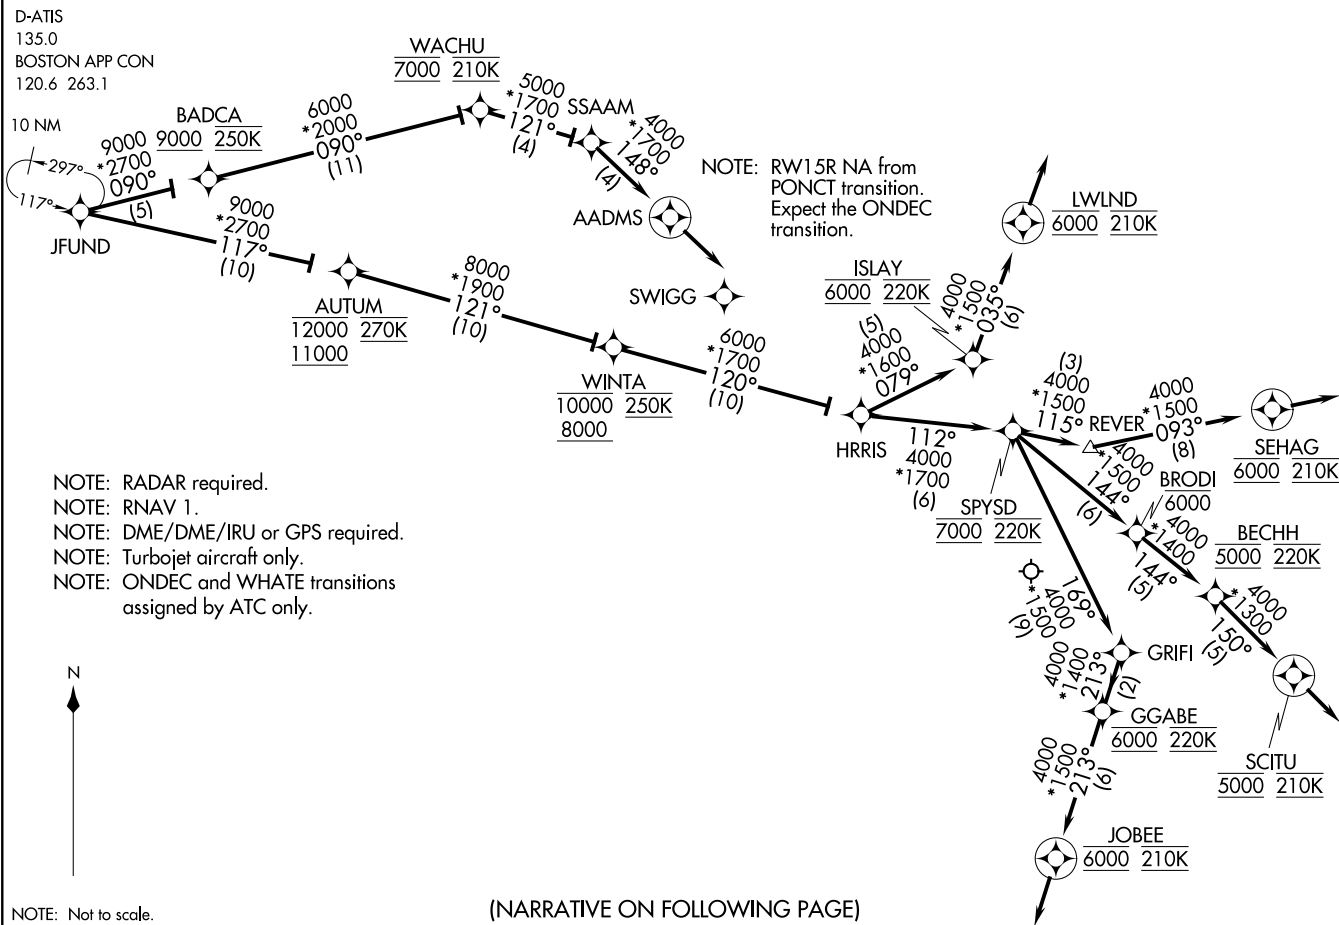 D-ATIS
135.0
BOSTON APP CON
120.6 263.1
10 NM
297°
117°
JFUND
9000
*2700
090°
(5)
BADCA
9000 250K
6000
*2000
090°
(11)
WACHU
7000 210K
5000
*1700
121°
(4)
SSAAM
4000
*1700
148°
(4)
AADMS
SWIGG
NOTE: RW15R NA from
PONCT transition.
Expect the ONDEC
transition.
9000
*2700
117°
(10)
AUTUM
12000 270K
11000
8000
*1900
121°
(10)
WINTA
10000 250K
8000
6000
*1700
120°
(10)
HRRIS
(5)
4000
*1600
079°
ISLAY
6000 220K
4000
*1500
035°
(6)
LWLND
6000 210K
112°
4000
*1700
(6)
SPYSD
7000 220K
(3)
4000
*1500
115°
REVER
4000
*1500
093°
(8)
SEHAG
6000 210K
4000
*1500
144°
(6)
BRODI
6000
4000
*1400
144°
(5)
BECHH
5000 220K
4000
*1300
150°
(5)
SCITU
5000 210K
169°
4000
*1500
(9)
GRIFI
4000
*1400
213°
(2)
GGABE
6000 220K
4000
*1500
213°
(6)
JOBEE
6000 210K
NOTE: RADAR required.
NOTE: RNAV 1.
NOTE: DME/DME/IRU or GPS required.
NOTE: Turbojet aircraft only.
NOTE: ONDEC and WHATE transitions
assigned by ATC only.
N
NOTE: Not to scale.
(NARRATIVE ON FOLLOWING PAGE)